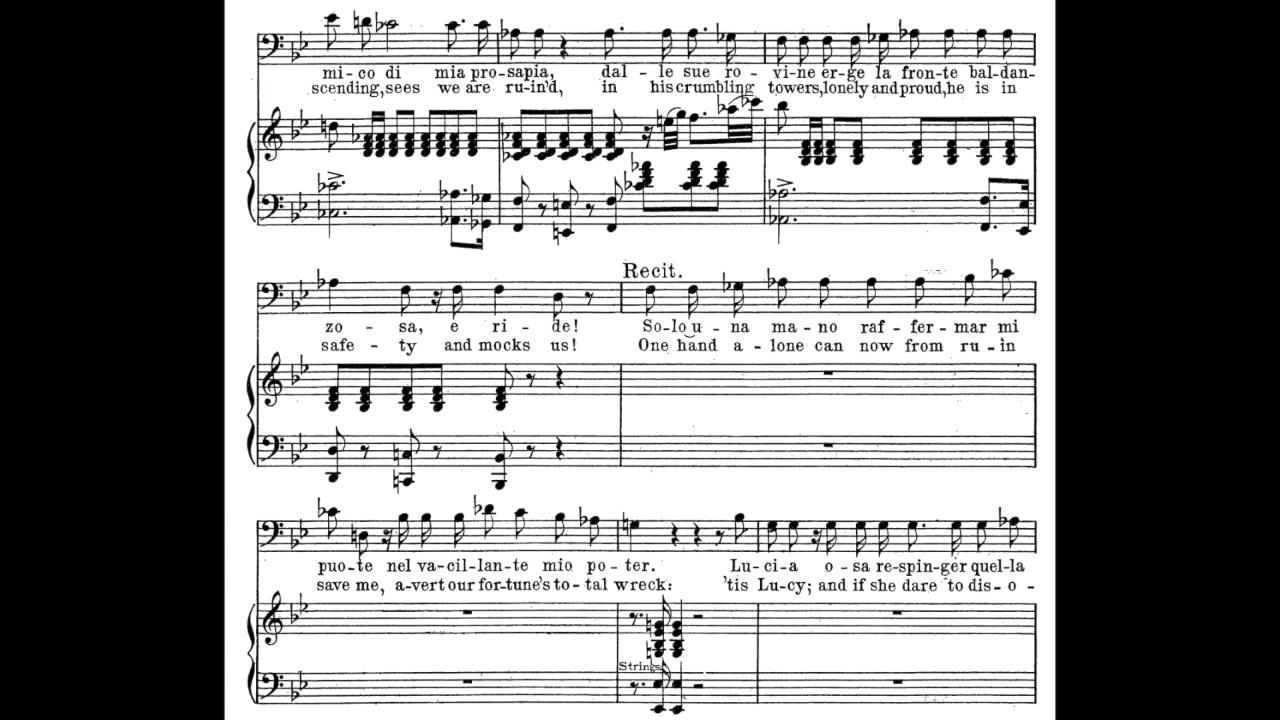 mi-co di mia pro-sapia, dal - le sue ro - vi-ne er-ge la fron-te bal-dan-
scending, sees we are ru-in'd, in his crumbling towers, lonely and proud, he is in
Recit.
zo - sa, e ri - de! So-lo u - na ma - no raf - fer - mar mi
safe - ty and mocks us! One hand a - lone can now from ru - in
puo-te nel va-cil-lan-te mio po-ter. Lu-ci-a o-sa re-spin-ger quel-la
save me, a-vert our for-tune's to-tal wreck: 'tis Lu-cy; and if she dare to dis-o-
Strings